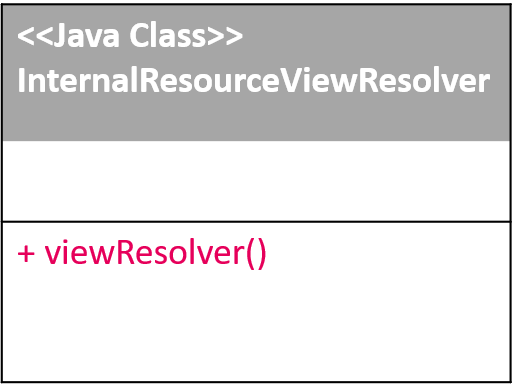 <<Java Class>>
InternalResourceViewResolver
+ viewResolver()